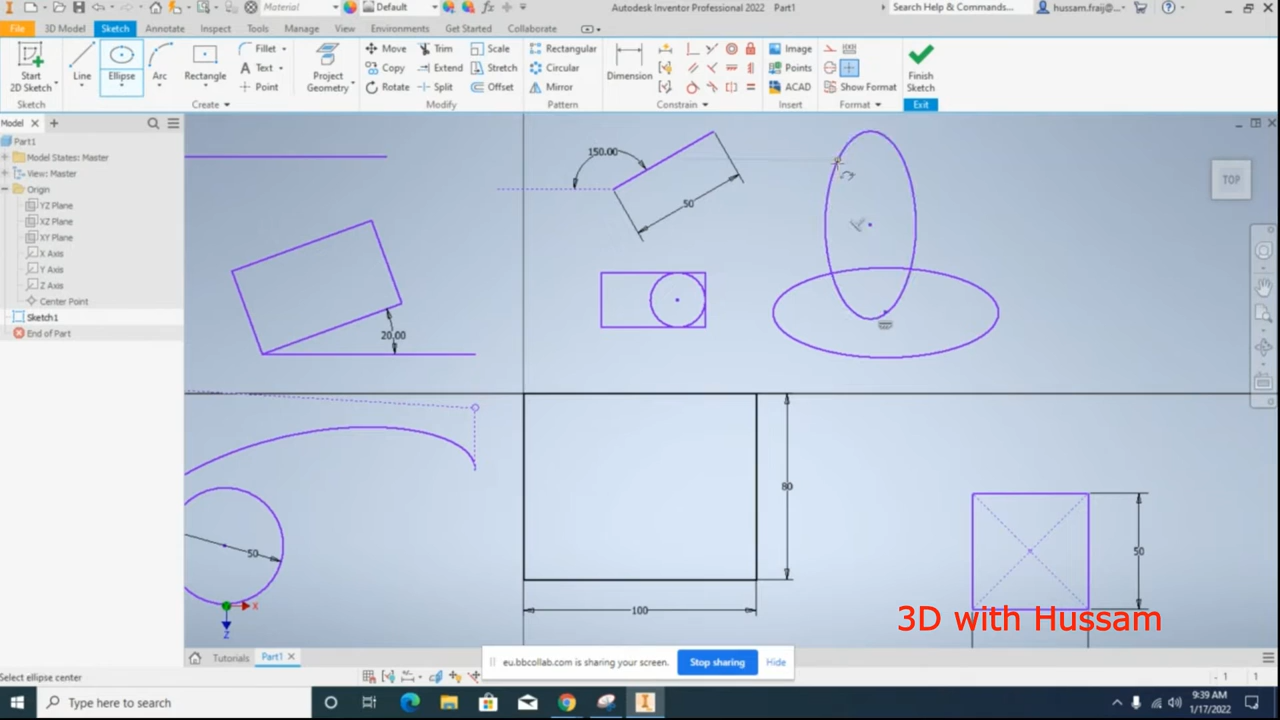 Material
Default
Autodesk Inventor Professional 2022 Part1
Search Help & Commands...
hussam.fraij@...
File
3D Model
Sketch
Annotate
Inspect
Tools
Manage
View
Environments
Get Started
Collaborate
Start
2D Sketch
Line
Ellipse
Arc
Rectangle
Fillet
Text
Point
Project
Geometry
Move
Copy
Rotate
Trim
Extend
Split
Scale
Stretch
Offset
Rectangular
Circular
Mirror
Dimension
Image
Points
ACAD
Show Format
Finish
Sketch
Sketch
Create
Modify
Pattern
Constrain
Insert
Format
Exit
Model
Part1
Model States: Master
View: Master
Origin
YZ Plane
XZ Plane
XY Plane
X Axis
Y Axis
Z Axis
Center Point
Sketch1
End of Part
150.00
50
TOP
20.00
80
50
50
100
X
Z
3D with Hussam
Tutorials
Part1
eu.bbcollab.com is sharing your screen.
Stop sharing
Hide
Select ellipse center
1
1
Type here to search
9:39 AM
1/17/2022